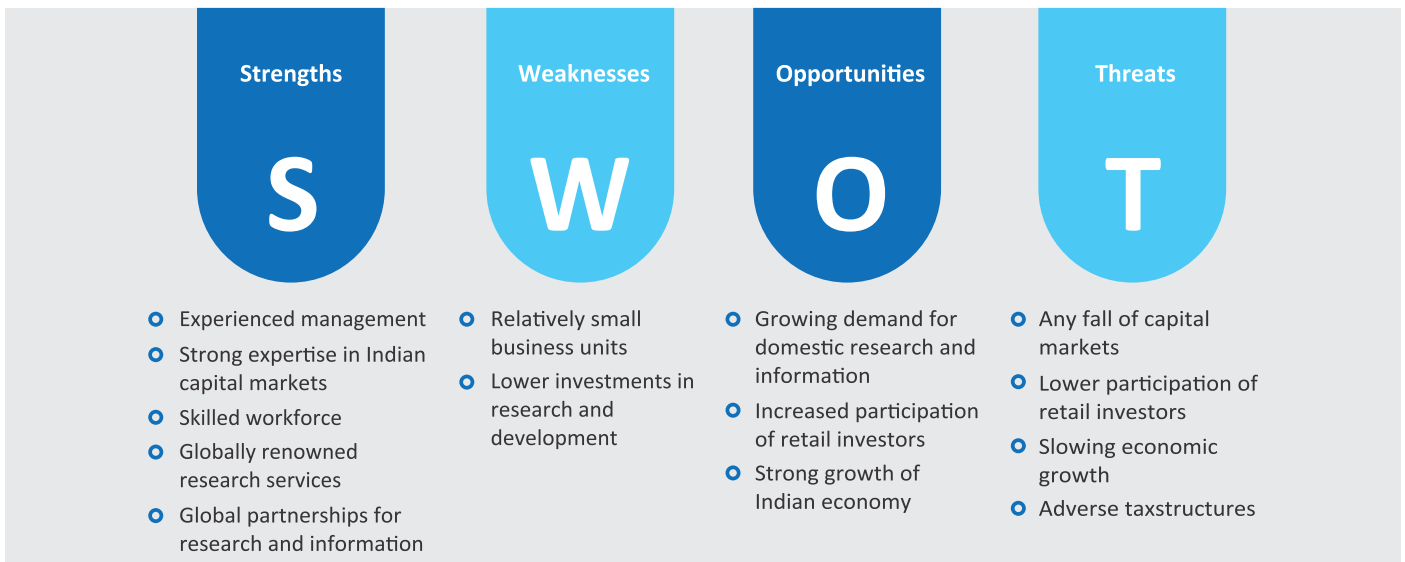 Strengths
S
Experienced management
Strong expertise in Indian
capital markets
Skilled workforce
Globally renowned
research services
Global partnerships for
research and information
Weaknesses
W
Relatively small
business units
Lower investments in
research and
development
Opportunities
O
Growing demand for
domestic research and
information
Increased participation
of retail investors
Strong growth of
Indian economy
Threats
T
Any fall of capital
markets
Lower participation of
retail investors
Slowing economic
growth
Adverse taxstructures